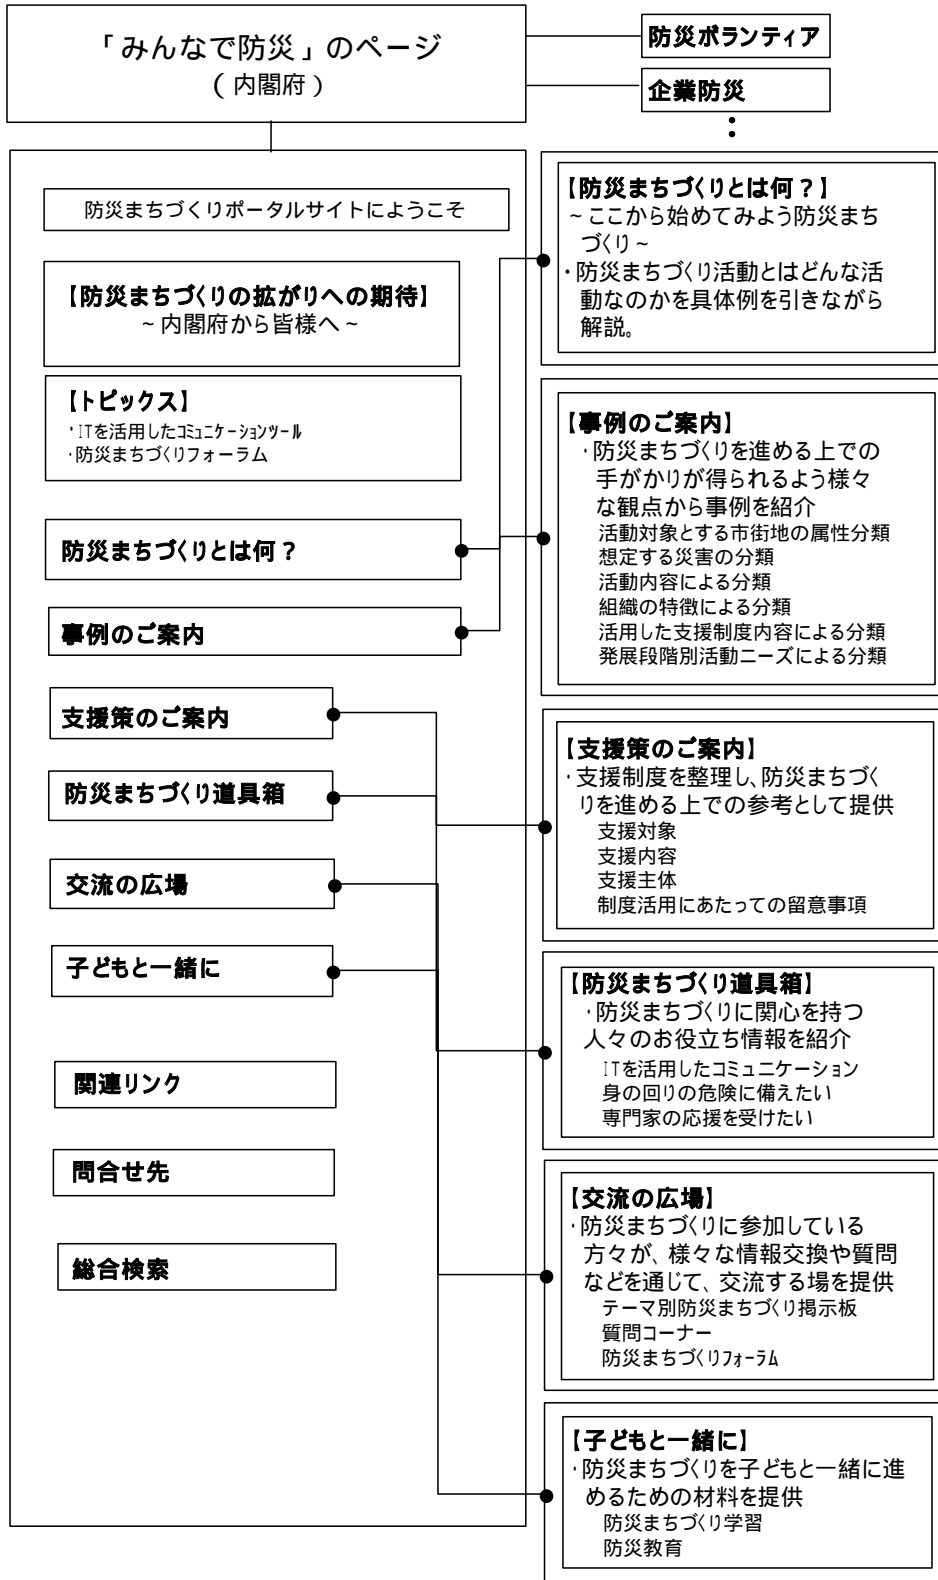 「みんなで防災」のページ
(内閣府)
防災ボランティア
企業防災
:
防災まちづくりポータルサイトにようこそ
【防災まちづくりの拡がりへの期待】
~内閣府から皆様へ~
【トピックス】
・ITを活用したコミュニケーションツール
・防災まちづくりフォーラム
防災まちづくりとは何?
事例のご案内
支援策のご案内
防災まちづくり道具箱
交流の広場
子どもと一緒に
関連リンク
問合せ先
総合検索
【防災まちづくりとは何?】
~ここから始めてみよう防災まち
づくり~
・防災まちづくり活動とはどんな活
動なのかを具体例を引きながら
解説。
【事例のご案内】
・防災まちづくりを進める上での
手がかりが得られるよう様々
な観点から事例を紹介
活動対象とする市街地の属性分類
想定する災害の分類
活動内容による分類
組織の特徴による分類
活用した支援制度内容による分類
発展段階別活動ニーズによる分類
【支援策のご案内】
・支援制度を整理し、防災まちづく
りを進める上での参考として提供
支援対象
支援内容
支援主体
制度活用にあたっての留意事項
【防災まちづくり道具箱】
・防災まちづくりに関心を持つ
人々のお役立ち情報を紹介
ITを活用したコミュニケーション
身の回りの危険に備えたい
専門家の応援を受けたい
【交流の広場】
・防災まちづくりに参加している
方々が、様々な情報交換や質問
などを通じて、交流する場を提供
テーマ別防災まちづくり掲示板
質問コーナー
防災まちづくりフォーラム
【子どもと一緒に】
・防災まちづくりを子どもと一緒に進
めるための材料を提供
防災まちづくり学習
防災教育